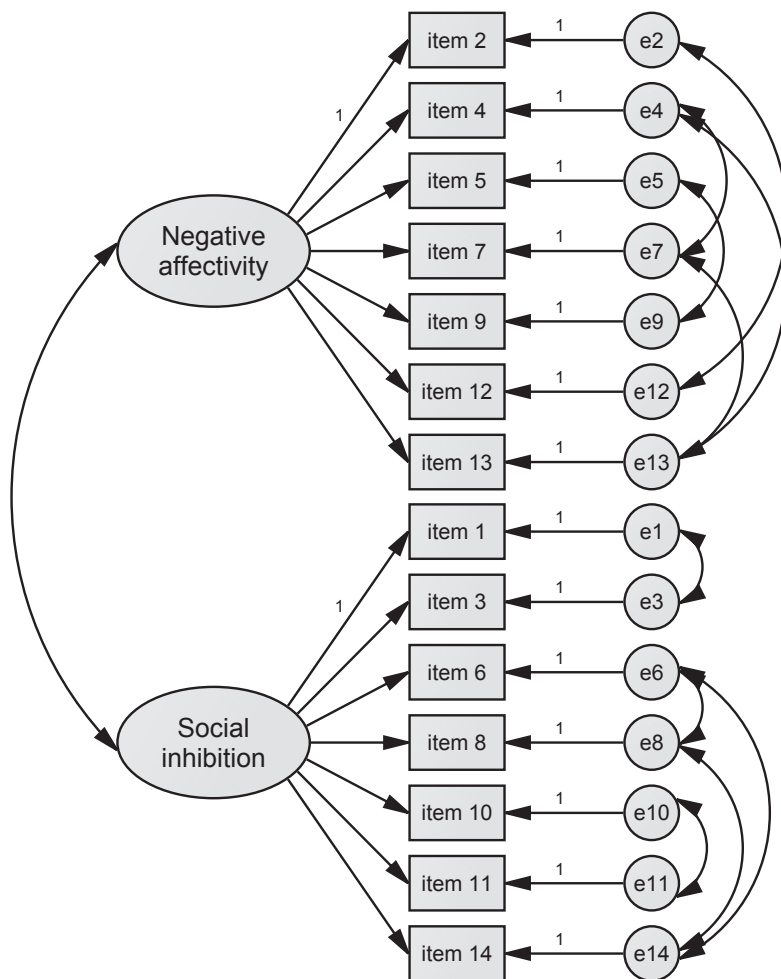 item 2
1
e2
1
item 4
1
e4
item 5
1
e5
Negative
affectivity
item 7
1
e7
item 9
1
e9
item 12
1
e12
item 13
1
e13
item 1
1
e1
1
item 3
1
e3
item 6
1
e6
Social
inhibition
item 8
1
e8
item 10
1
e10
item 11
1
e11
item 14
1
e14